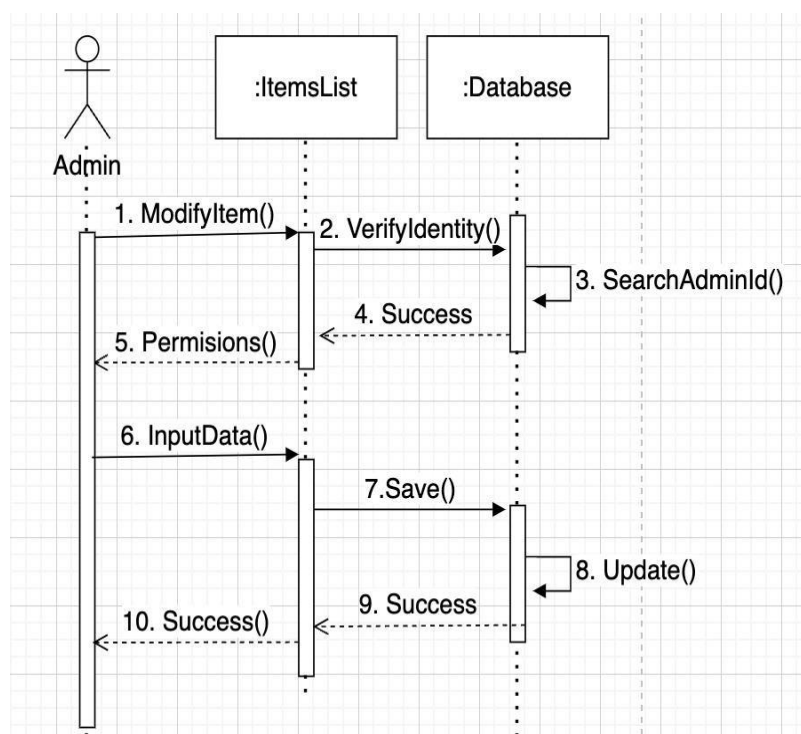 :ItemsList
:Database
Admin
1. ModifyItem()
2. VerifyIdentity()
3. SearchAdminId()
4. Success
5. Permisions()
6. InputData()
7.Save()
8. Update()
9. Success
10. Success()